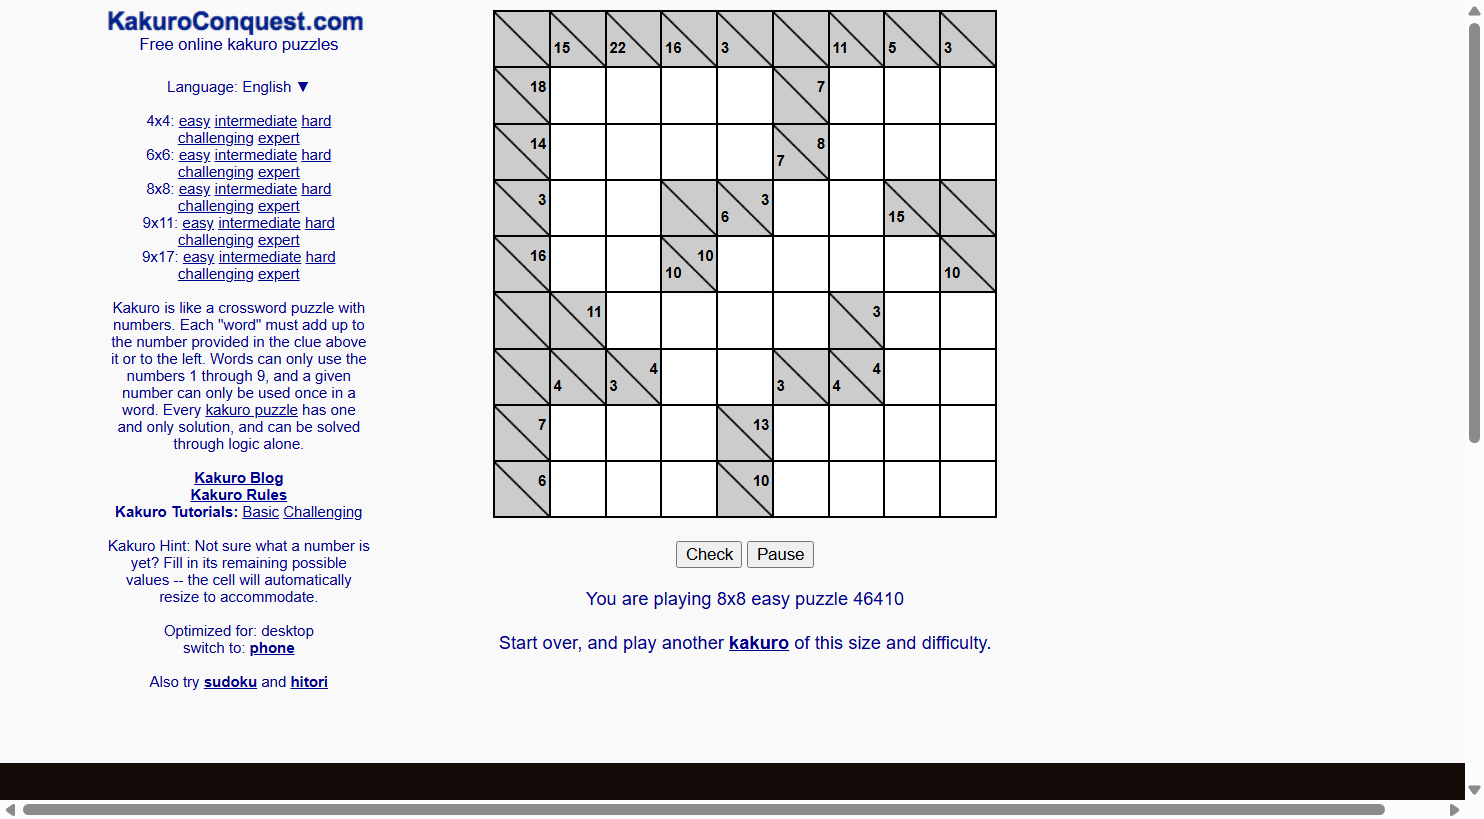 KakuroConquest.com
Free online kakuro puzzles
Language: English ▼
4x4: easy intermediate hard
challenging expert
6x6: easy intermediate hard
challenging expert
8x8: easy intermediate hard
challenging expert
9x11: easy intermediate hard
challenging expert
9x17: easy intermediate hard
challenging expert
Kakuro is like a crossword puzzle with
numbers. Each "word" must add up to
the number provided in the clue above
it or to the left. Words can only use the
numbers 1 through 9, and a given
number can only be used once in a
word. Every kakuro puzzle has one
and only solution, and can be solved
through logic alone.
Kakuro Blog
Kakuro Rules
Kakuro Tutorials: Basic Challenging
Kakuro Hint: Not sure what a number is
yet? Fill in its remaining possible
values -- the cell will automatically
resize to accommodate.
Optimized for: desktop
switch to: phone
Also try sudoku and hitori
15 22 16 3 11 5 3
18 7
14 7 8
3 6 3 15
16 10 10 10
11 3
4 3 4 3 4 4
7 13
6 10
Check Pause
You are playing 8x8 easy puzzle 46410
Start over, and play another kakuro of this size and difficulty.